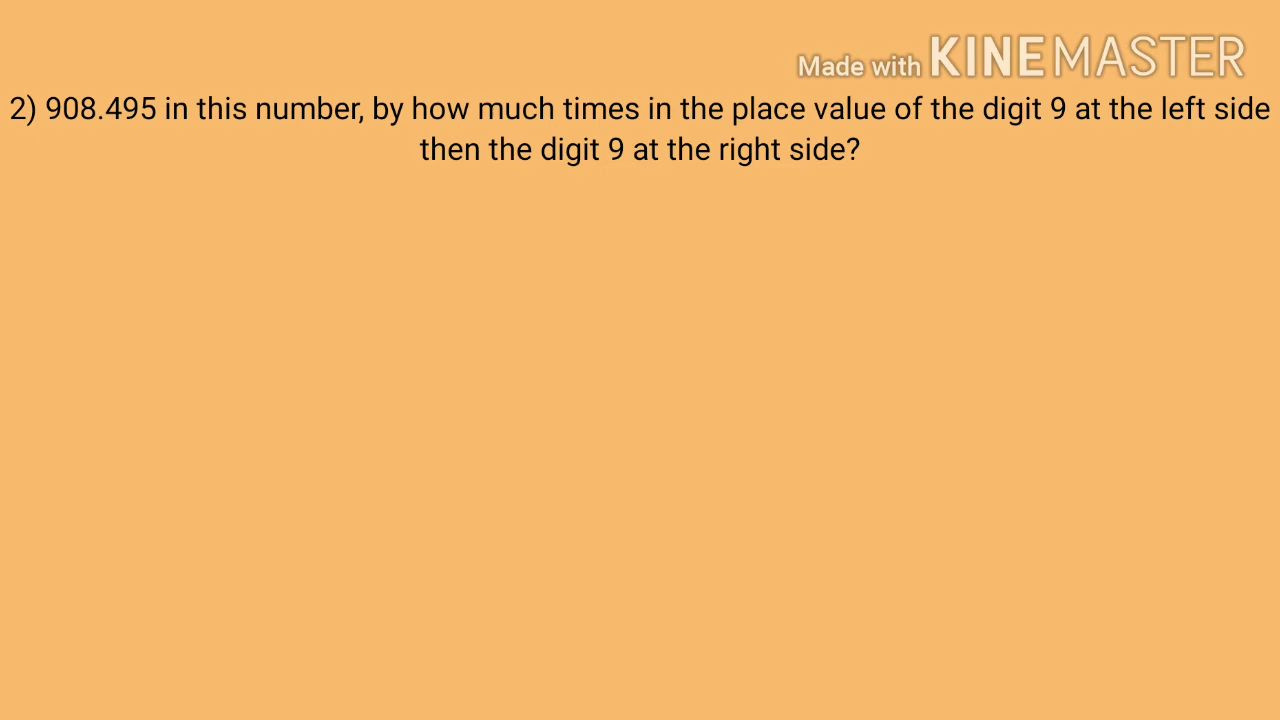 Made with KINEMASTER
2) 908.495 in this number, by how much times in the place value of the digit 9 at the left side
then the digit 9 at the right side?